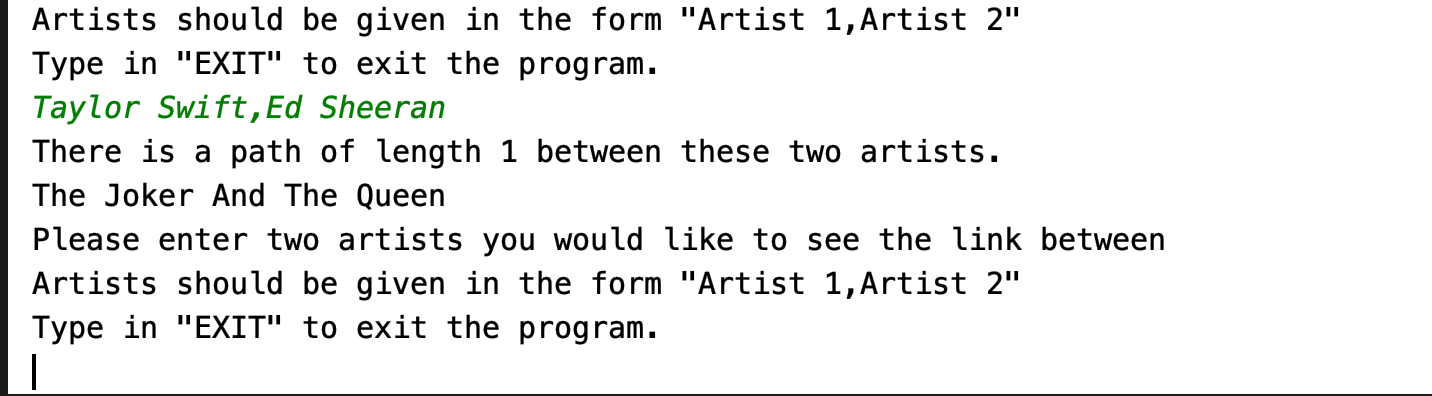 Artists should be given in the form "Artist 1,Artist 2"
Type in "EXIT" to exit the program.
Taylor Swift,Ed Sheeran
There is a path of length 1 between these two artists.
The Joker And The Queen
Please enter two artists you would like to see the link between
Artists should be given in the form "Artist 1,Artist 2"
Type in "EXIT" to exit the program.